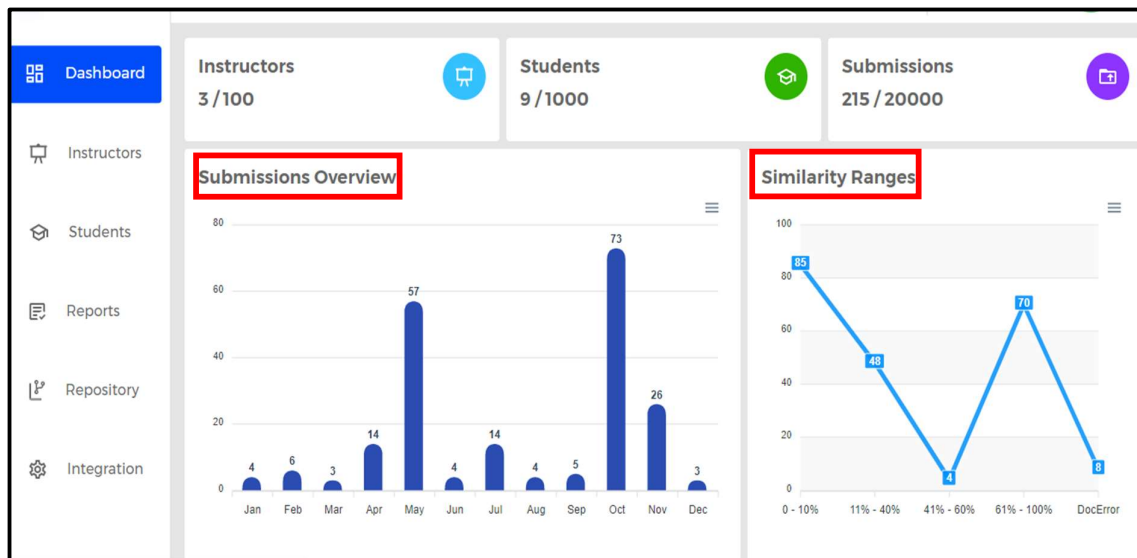 Dashboard
Instructors
Students
Reports
Repository
Integration
Instructors
3 / 100
Students
9 / 1000
Submissions
215 / 20000
Submissions Overview
80
60
40
20
0
4
6
3
14
57
4
14
4
5
73
26
3
Jan Feb Mar Apr May Jun Jul Aug Sep Oct Nov Dec
Similarity Ranges
100
80
60
40
20
0
85
48
4
70
8
0 - 10% 11% - 40% 41% - 60% 61% - 100% DocError